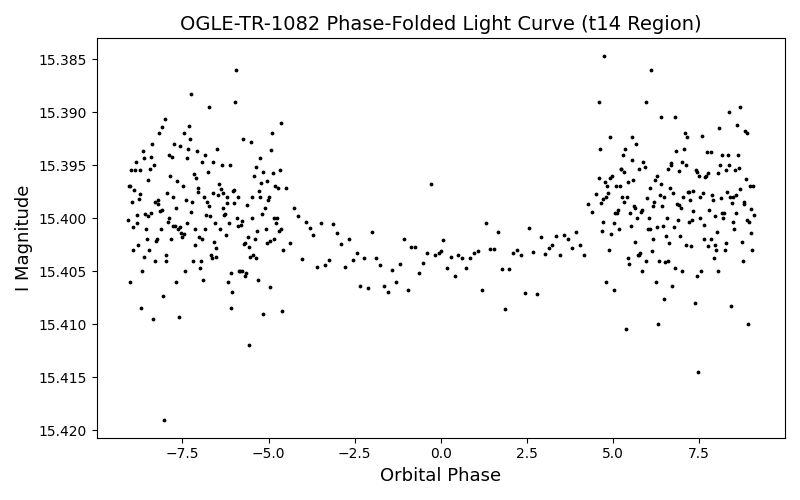 OGLE-TR-1082 Phase-Folded Light Curve (t14 Region)
I Magnitude
15.385
15.390
15.395
15.400
15.405
15.410
15.415
15.420
−7.5 −5.0 −2.5 0.0 2.5 5.0 7.5
Orbital Phase